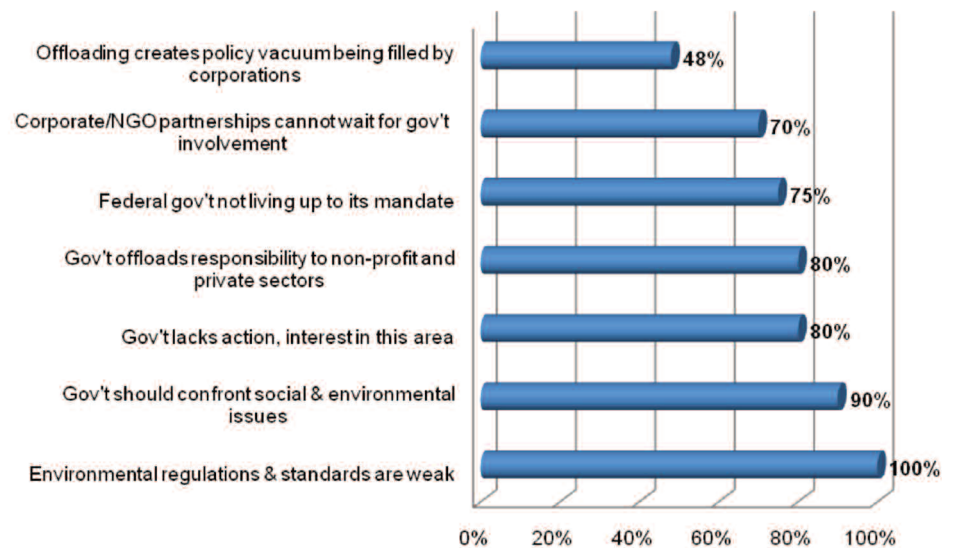 Offloading creates policy vacuum being filled by
corporations
48%
Corporate/NGO partnerships cannot wait for gov't
involvement
70%
Federal gov't not living up to its mandate
75%
Gov't offloads responsibility to non-profit and
private sectors
80%
Gov't lacks action, interest in this area
80%
Gov't should confront social & environmental
issues
90%
Environmental regulations & standards are weak
100%
0% 20% 40% 60% 80% 100%